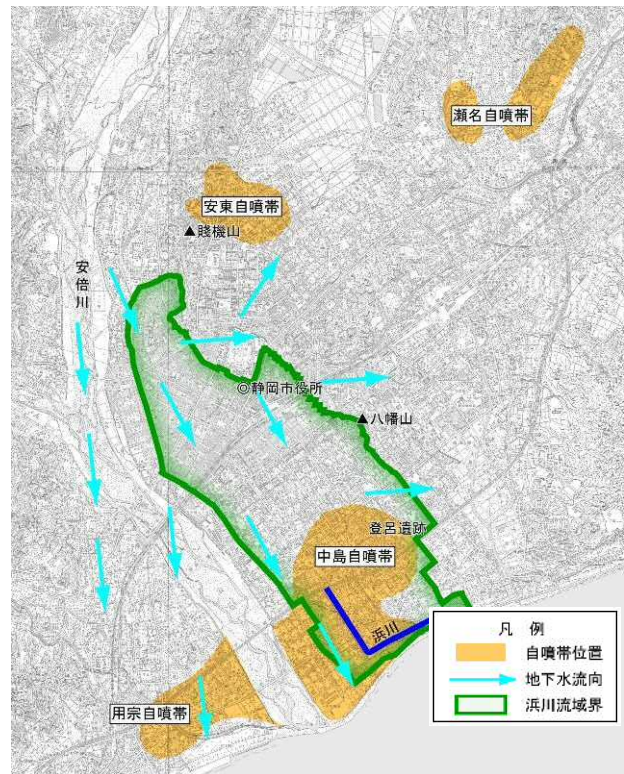 瀬名自噴帯
安東自噴帯
▲賤機山
安倍川
◎静岡市役所
▲八幡山
登呂遺跡
中島自噴帯
浜川
用宗自噴帯
凡 例
自噴帯位置
地下水流向
浜川流域界